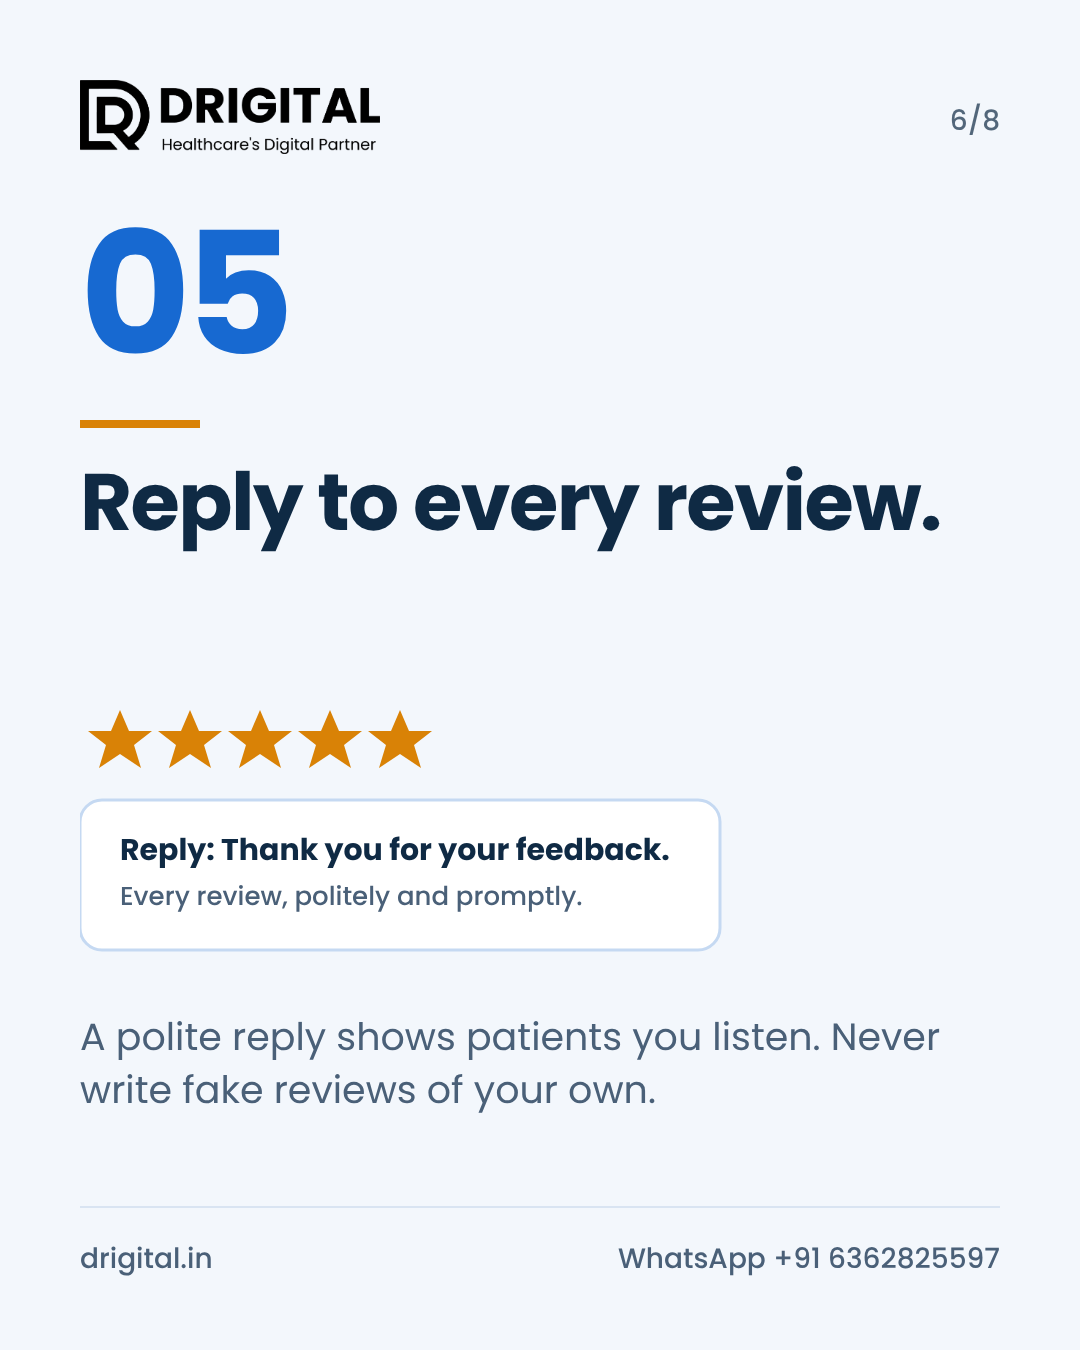 DRIGITAL
Healthcare's Digital Partner
6/8
05
Reply to every review.
Reply: Thank you for your feedback.
Every review, politely and promptly.
A polite reply shows patients you listen. Never
write fake reviews of your own.
drigital.in
WhatsApp +91 6362825597